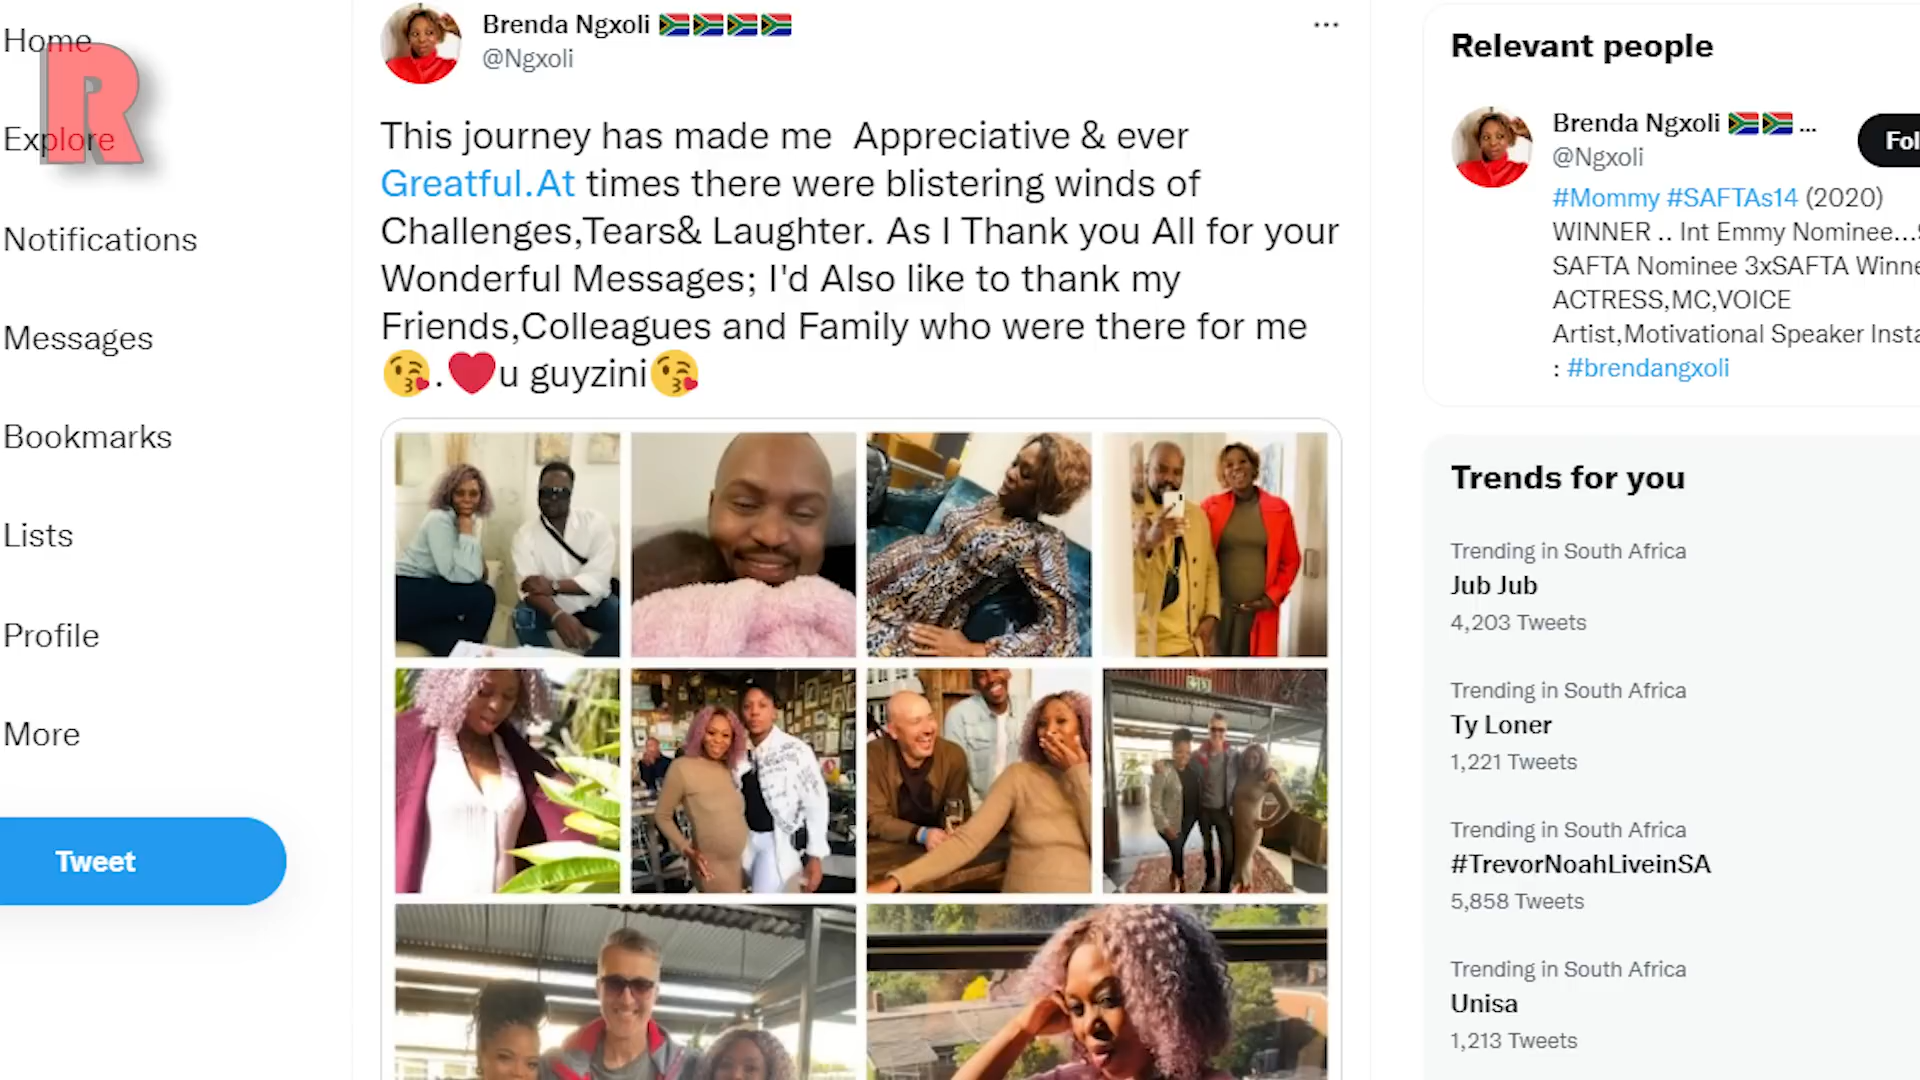 Home
R
Explore
Notifications
Messages
Bookmarks
Lists
Profile
More
Tweet
Brenda Ngxoli 🇿🇦🇿🇦🇿🇦🇿🇦
@Ngxoli
...
This journey has made me  Appreciative & ever
Greatful.At times there were blistering winds of
Challenges,Tears& Laughter. As I Thank you All for your
Wonderful Messages; I'd Also like to thank my
Friends,Colleagues and Family who were there for me
😘.❤️u guyzini😘
Relevant people
Brenda Ngxoli 🇿🇦🇿🇦 ...
@Ngxoli
Fol
#Mommy #SAFTAs14 (2020)
WINNER .. Int Emmy Nominee...9
SAFTA Nominee 3xSAFTA Winne
ACTRESS,MC,VOICE
Artist,Motivational Speaker Insta
: #brendangxoli
Trends for you
Trending in South Africa
Jub Jub
4,203 Tweets
Trending in South Africa
Ty Loner
1,221 Tweets
Trending in South Africa
#TrevorNoahLiveinSA
5,858 Tweets
Trending in South Africa
Unisa
1,213 Tweets